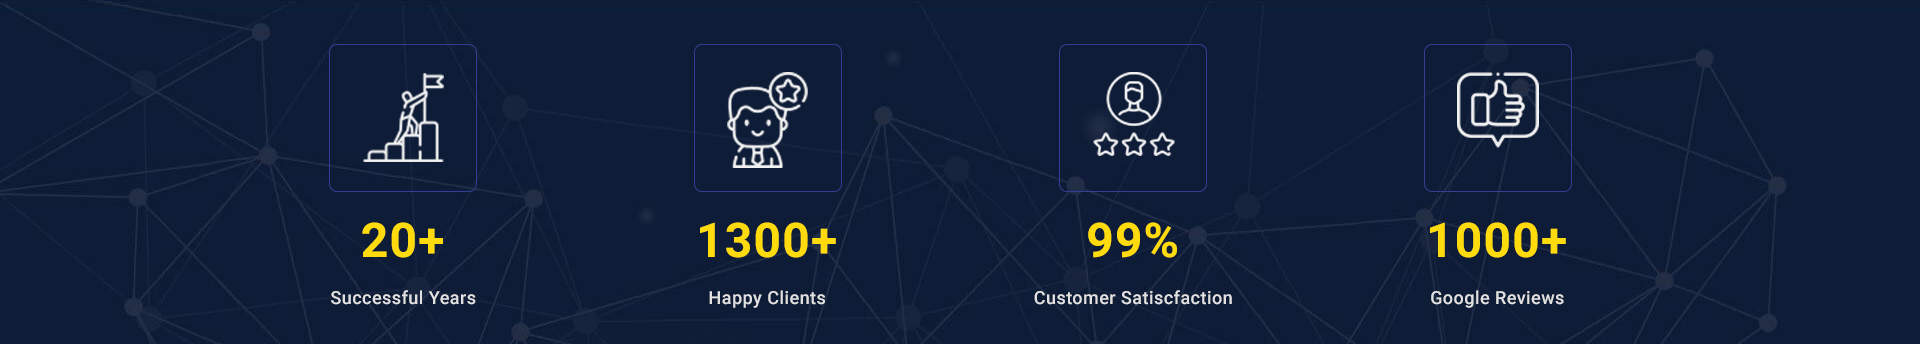 20+
1300+
99%
1000+
Successful Years
Happy Clients
Customer Satiscfaction
Google Reviews